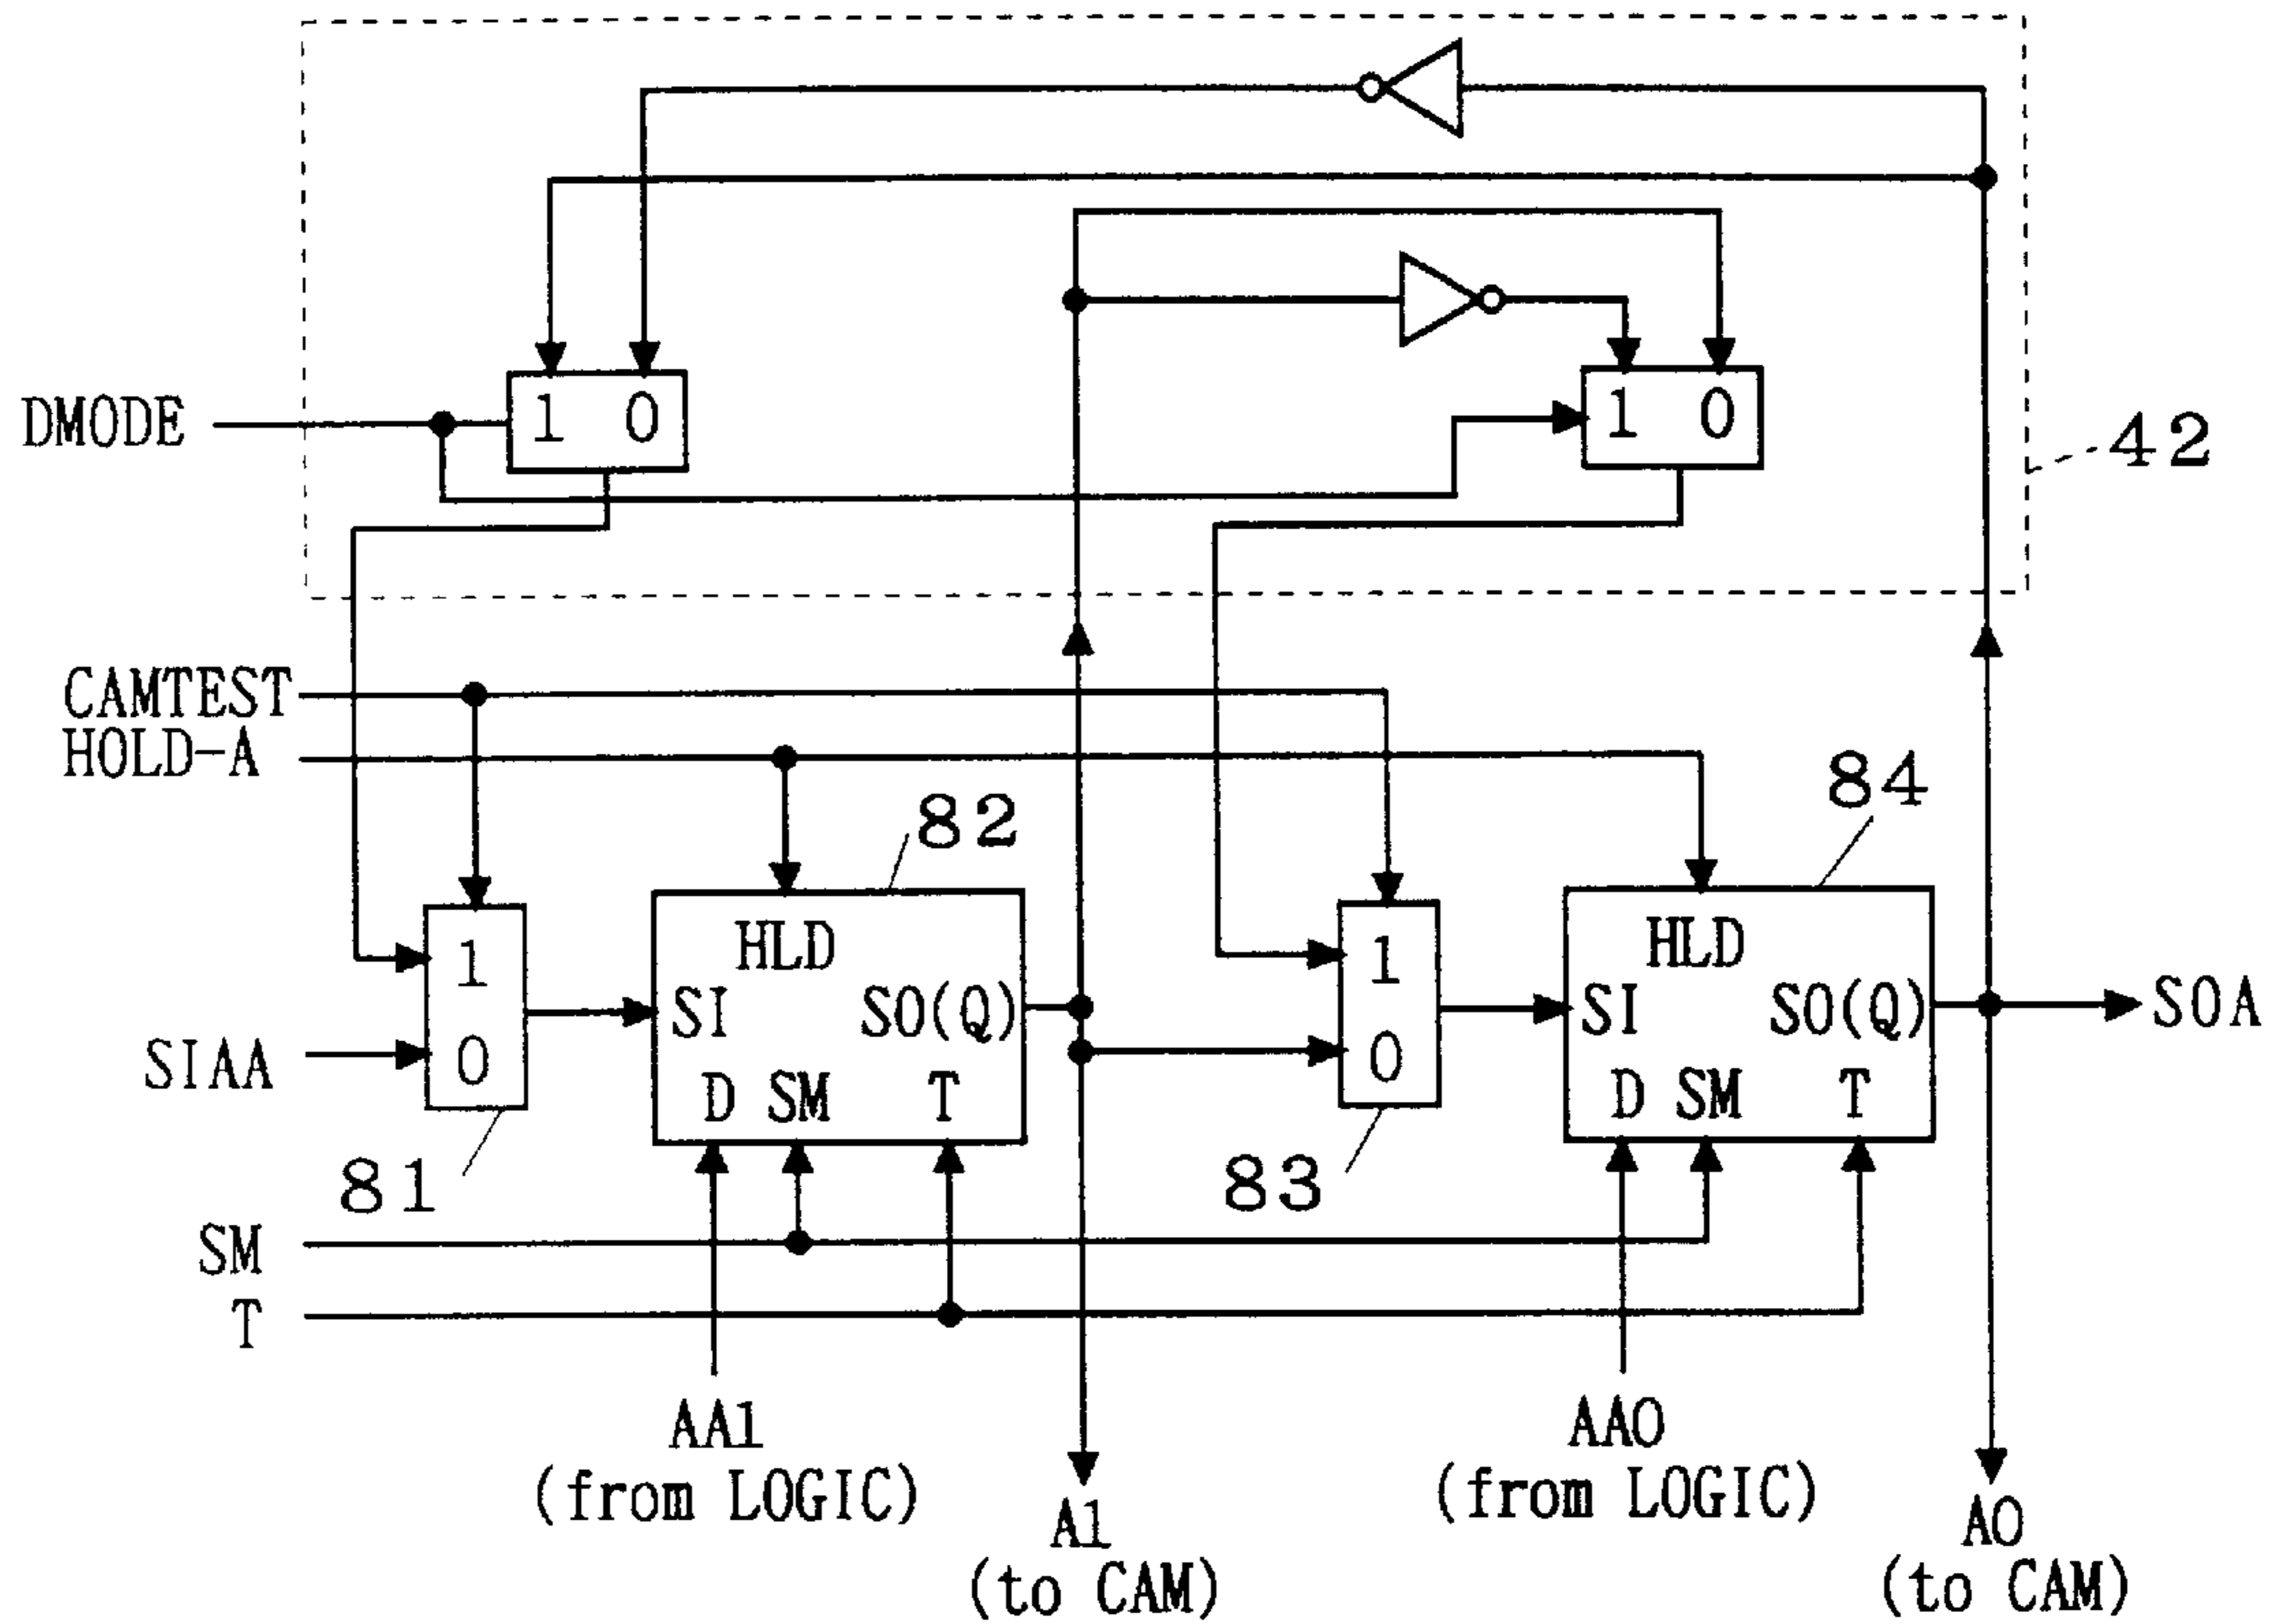 DMODE
1 0
1 0
42
CAMTEST
HOLD-A
82
84
1
0
HLD
SI
SO(Q)
D SM T
1
0
HLD
SI
SO(Q)
D SM T
SOA
SIAA
81
83
SM
T
AA1
(from LOGIC)
A1
(to CAM)
AA0
(from LOGIC)
A0
(to CAM)